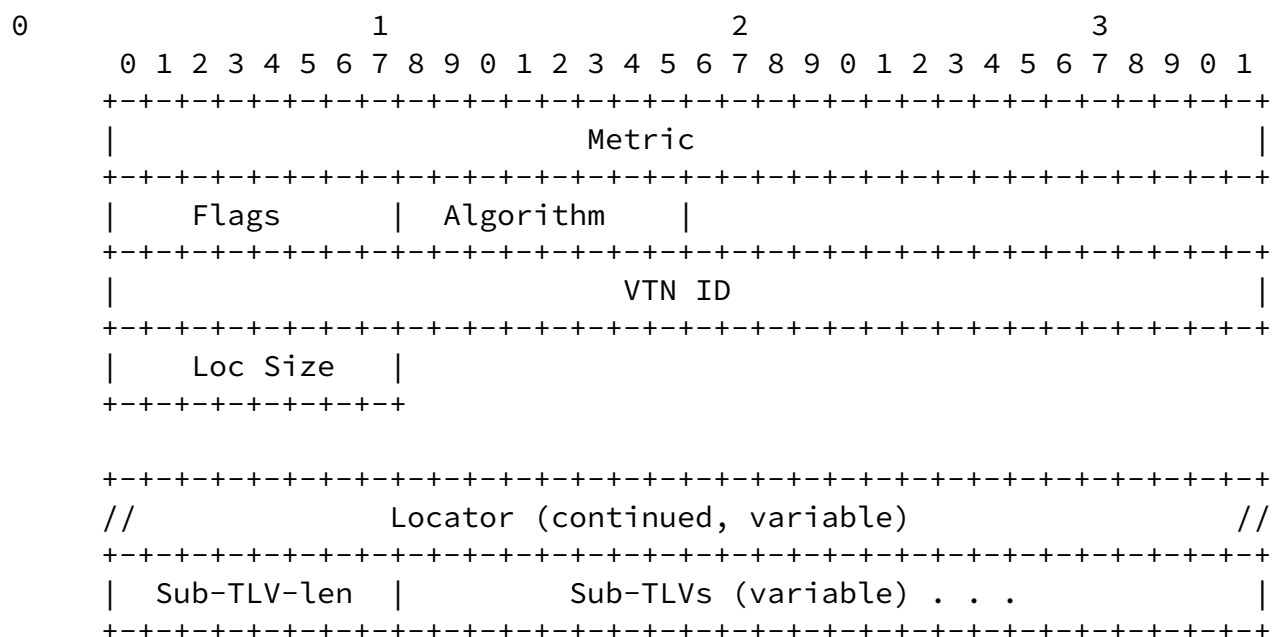 0                   1                   2                   3
 0 1 2 3 4 5 6 7 8 9 0 1 2 3 4 5 6 7 8 9 0 1 2 3 4 5 6 7 8 9 0 1
+-+-+-+-+-+-+-+-+-+-+-+-+-+-+-+-+-+-+-+-+-+-+-+-+-+-+-+-+-+-+-+-+
|                          Metric                               |
+-+-+-+-+-+-+-+-+-+-+-+-+-+-+-+-+-+-+-+-+-+-+-+-+-+-+-+-+-+-+-+-+
|    Flags      |  Algorithm    |
+-+-+-+-+-+-+-+-+-+-+-+-+-+-+-+-+-+-+-+-+-+-+-+-+-+-+-+-+-+-+-+-+
|                            VTN ID                             |
+-+-+-+-+-+-+-+-+-+-+-+-+-+-+-+-+-+-+-+-+-+-+-+-+-+-+-+-+-+-+-+-+
|    Loc Size   |
+-+-+-+-+-+-+-+-+
+-+-+-+-+-+-+-+-+-+-+-+-+-+-+-+-+-+-+-+-+-+-+-+-+-+-+-+-+-+-+-+-+
//               Locator (continued, variable)                  //
+-+-+-+-+-+-+-+-+-+-+-+-+-+-+-+-+-+-+-+-+-+-+-+-+-+-+-+-+-+-+-+-+
|  Sub-TLV-len  |         Sub-TLVs (variable) . . .             |
+-+-+-+-+-+-+-+-+-+-+-+-+-+-+-+-+-+-+-+-+-+-+-+-+-+-+-+-+-+-+-+-+